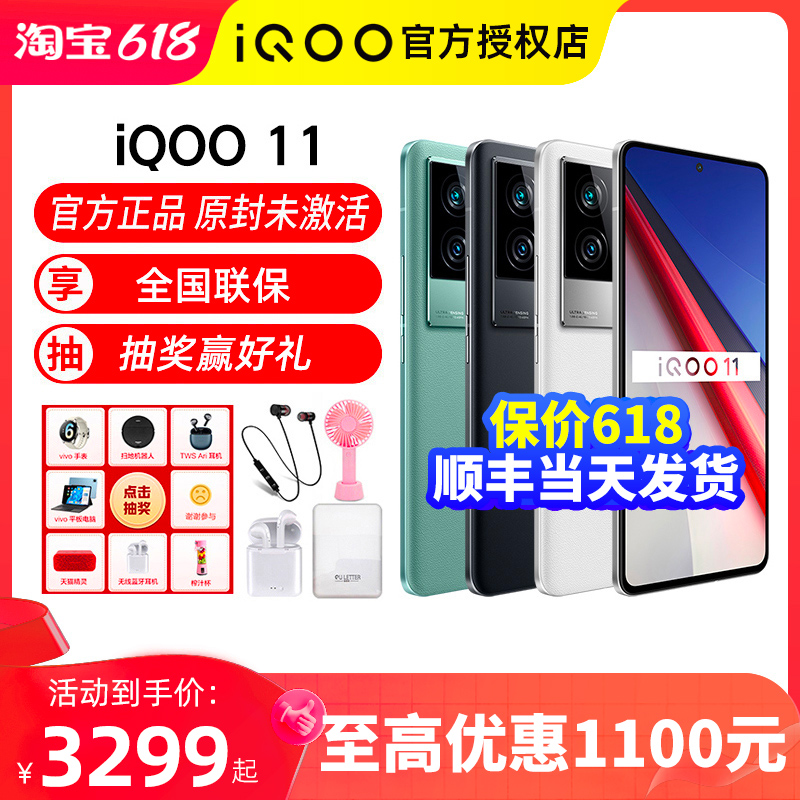 淘宝618
iQOO官方授权店
iQOO 11
官方正品 原封未激活
享 全国联保
抽 抽奖赢好礼
iQOO11
保价618
顺丰当天发货
vivo 手表
扫地机器人
TWS Ari 耳机
vivo 平板电脑
点击
抽奖
谢谢参与
天猫精灵
无线蓝牙耳机
榨汁杯
OU LETTER
活动到手价：
¥3299起
至高优惠1100元